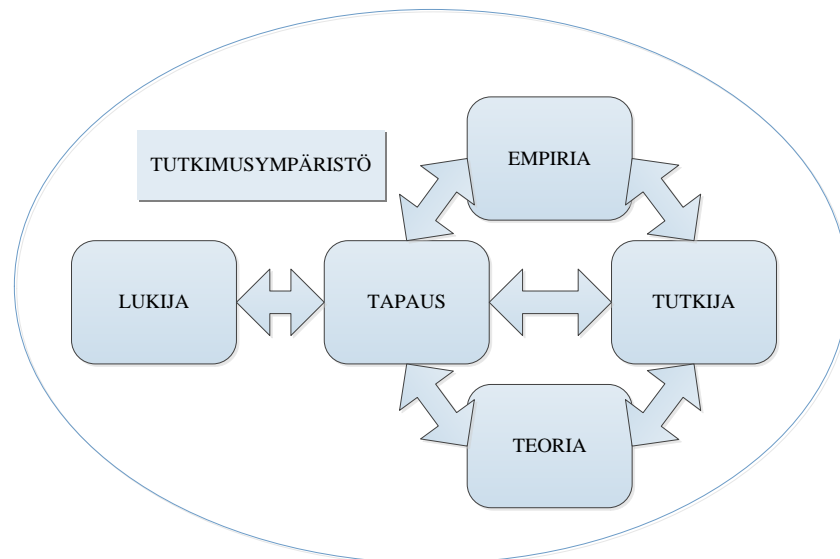 EMPIRIA
TUTKIMUSYMPÄRISTÖ
LUKIJA
TAPAUS
TUTKIJA
TEORIA